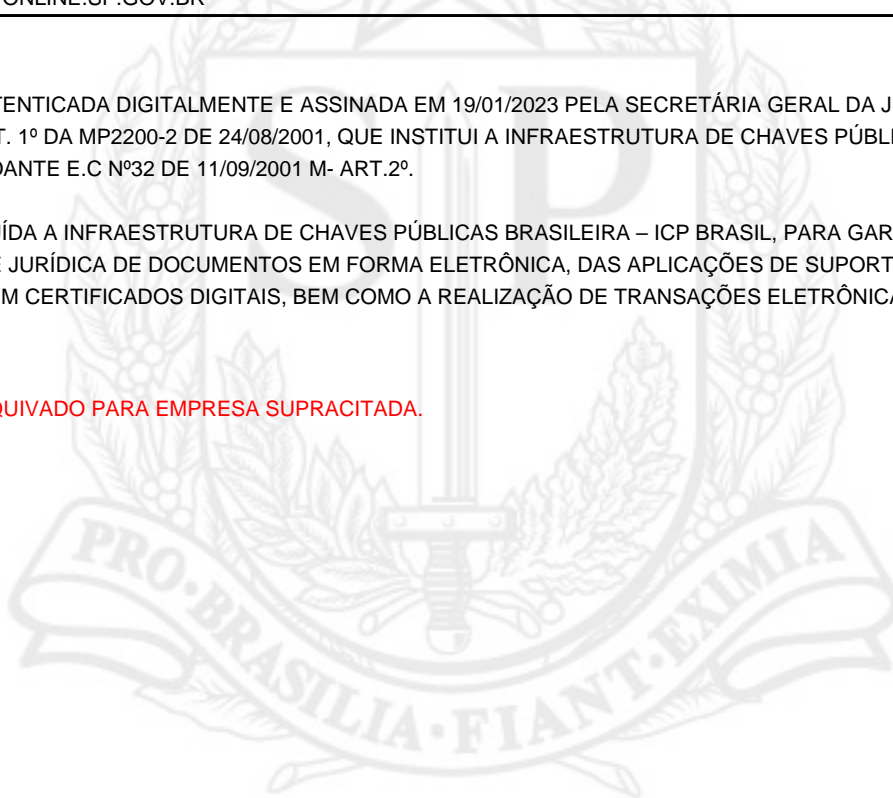 ONLINE.SP.GOV.BR
TENTICADA DIGITALMENTE E ASSINADA EM 19/01/2023 PELA SECRETÁRIA GERAL DA J
T. 1º DA MP2200-2 DE 24/08/2001, QUE INSTITUI A INFRAESTRUTURA DE CHAVES PÚBL
DANTE E.C Nº32 DE 11/09/2001 M- ART.2º.
ÍDA A INFRAESTRUTURA DE CHAVES PÚBLICAS BRASILEIRA – ICP BRASIL, PARA GAR
E JURÍDICA DE DOCUMENTOS EM FORMA ELETRÔNICA, DAS APLICAÇÕES DE SUPORT
M CERTIFICADOS DIGITAIS, BEM COMO A REALIZAÇÃO DE TRANSAÇÕES ELETRÔNICA
QUIVADO PARA EMPRESA SUPRACITADA.
SP
PRO·BRASILIA·FIANT·EXIMIA